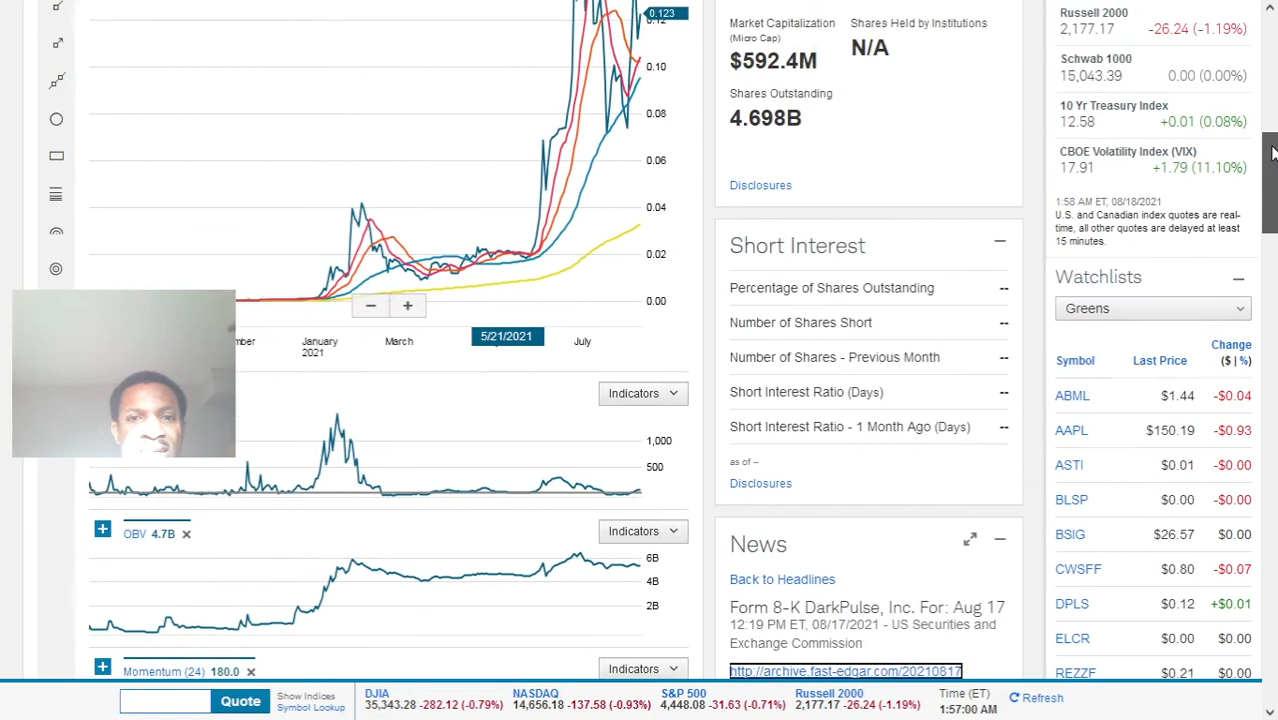 0.123
0.12
0.10
0.08
0.06
0.04
0.02
0.00
− +
mber
January
2021
March
5/21/2021
July
Indicators
1,000
500
OBV 4.7B ×
Indicators
6B
4B
2B
Momentum (24) 180.0 ×
Indicators
Market Capitalization
(Micro Cap)
$592.4M
Shares Held by Institutions
N/A
Shares Outstanding
4.698B
Disclosures
Short Interest
Percentage of Shares Outstanding --
Number of Shares Short --
Number of Shares - Previous Month --
Short Interest Ratio (Days) --
Short Interest Ratio - 1 Month Ago (Days) --
as of --
Disclosures
News
Back to Headlines
Form 8-K DarkPulse, Inc. For: Aug 17
12:19 PM ET, 08/17/2021 - US Securities and
Exchange Commission
http://archive.fast-edgar.com/20210817
Russell 2000
2,177.17 -26.24 (-1.19%)
Schwab 1000
15,043.39 0.00 (0.00%)
10 Yr Treasury Index
12.58 +0.01 (0.08%)
CBOE Volatility Index (VIX)
17.91 +1.79 (11.10%)
1:58 AM ET, 08/18/2021
U.S. and Canadian index quotes are real-
time, all other quotes are delayed at least
15 minutes.
Watchlists
Greens
Symbol Last Price Change
($ | %)
ABML $1.44 -$0.04
AAPL $150.19 -$0.93
ASTI $0.01 -$0.00
BLSP $0.00 -$0.00
BSIG $26.57 $0.00
CWSFF $0.80 -$0.07
DPLS $0.12 +$0.01
ELCR $0.00 $0.00
REZZF $0.21 $0.00
Quote
Show Indices
Symbol Lookup
DJIA
35,343.28 -282.12 (-0.79%)
NASDAQ
14,656.18 -137.58 (-0.93%)
S&P 500
4,448.08 -31.63 (-0.71%)
Russell 2000
2,177.17 -26.24 (-1.19%)
Time (ET)
1:57:00 AM
Refresh